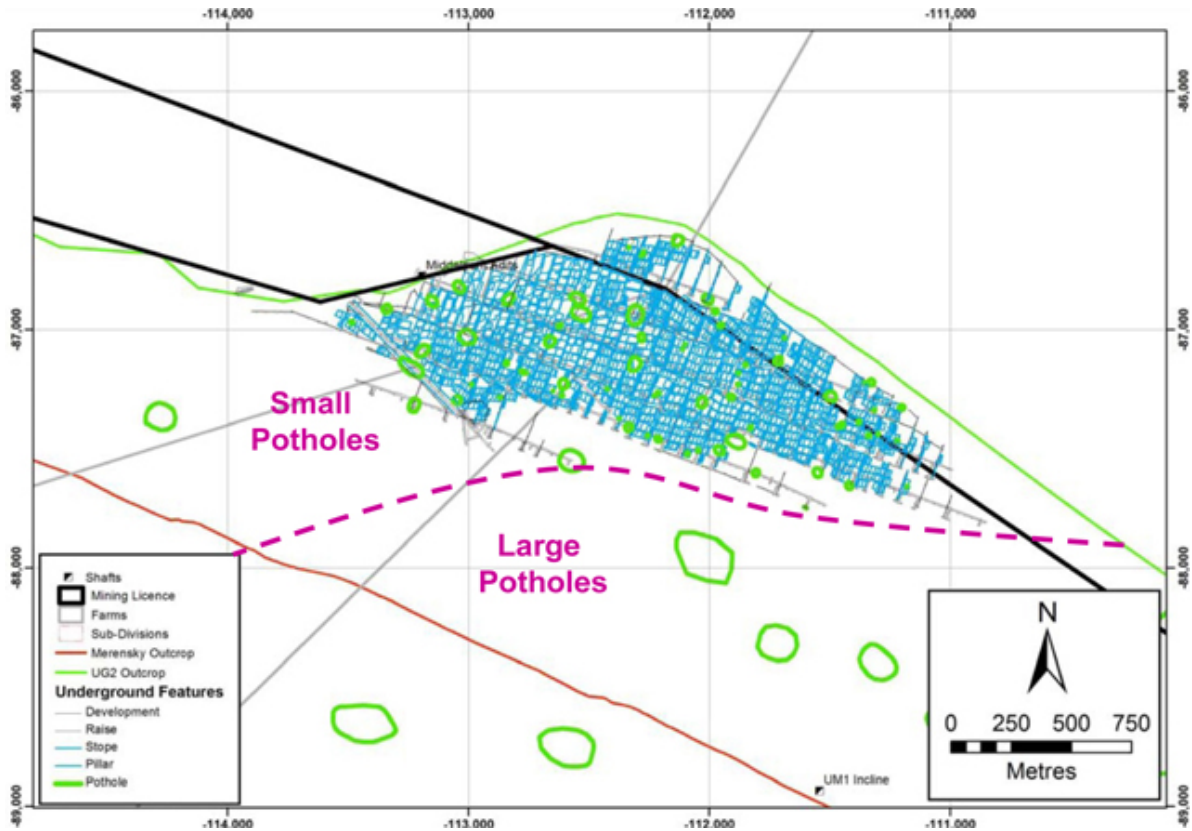 -114,000
-113,000
-112,000
-111,000
-86,000
-86,000
-87,000
-87,000
Small
Potholes
Large
Potholes
-88,000
-88,000
Shafts
Mining Licence
Farms
Sub-Divisions
Merensky Outcrop
UG2 Outcrop
Underground Features
Development
Raise
Stope
Pillar
Pothole
N
0 250 500 750
Metres
UM1 Incline
-89,000
-89,000
-114,000
-113,000
-112,000
-111,000